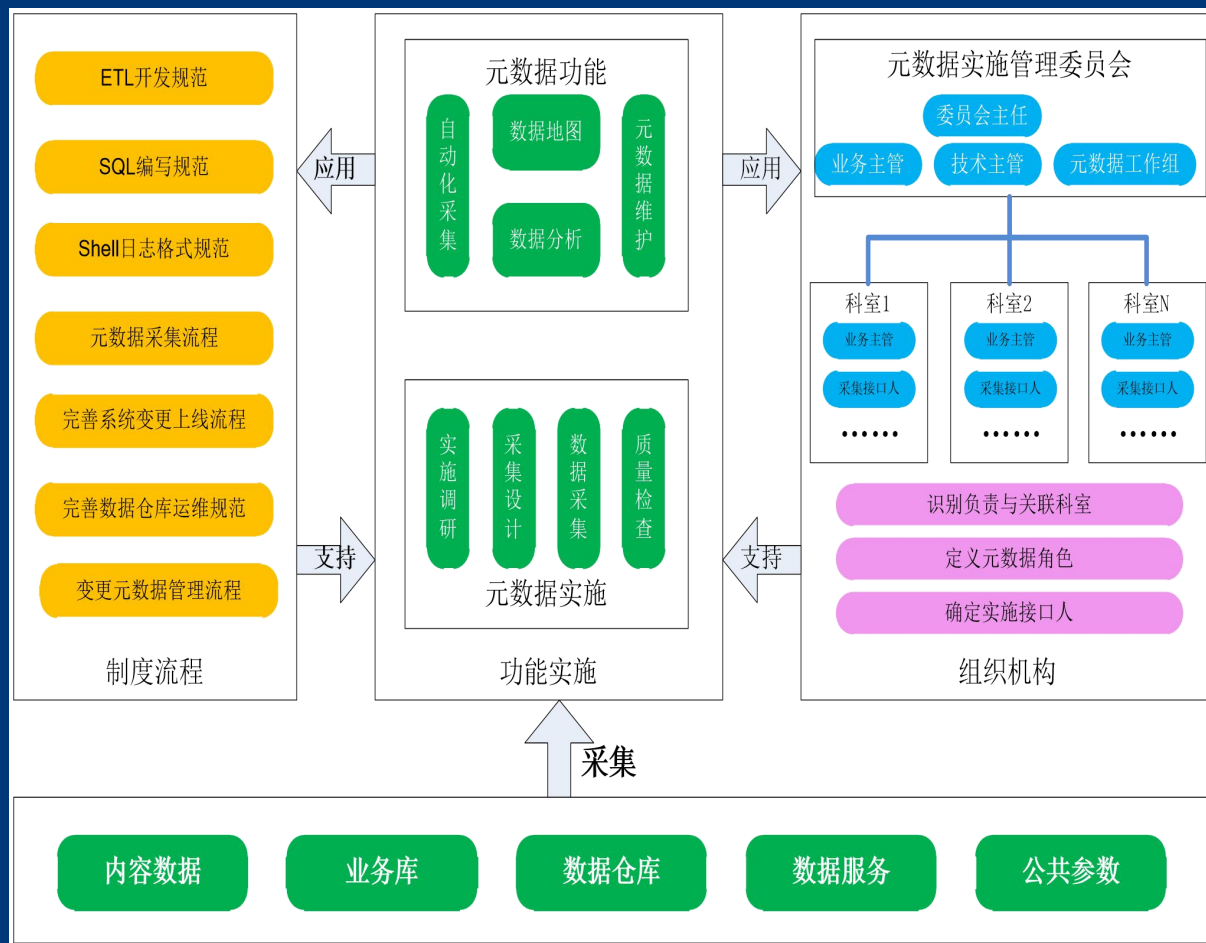 ETL开发规范
SQL编写规范
Shell日志格式规范
元数据采集流程
完善系统变更上线流程
完善数据仓库运维规范
变更元数据管理流程
制度流程
应用
支持
元数据功能
自动化采集
数据地图
数据分析
元数据维护
实施调研
采集设计
数据采集
质量检查
元数据实施
功能实施
应用
支持
元数据实施管理委员会
委员会主任
业务主管
技术主管
元数据工作组
科室1
业务主管
采集接口人
••••••
科室2
业务主管
采集接口人
••••••
科室N
业务主管
采集接口人
••••••
识别负责与关联科室
定义元数据角色
确定实施接口人
组织机构
采集
内容数据
业务库
数据仓库
数据服务
公共参数